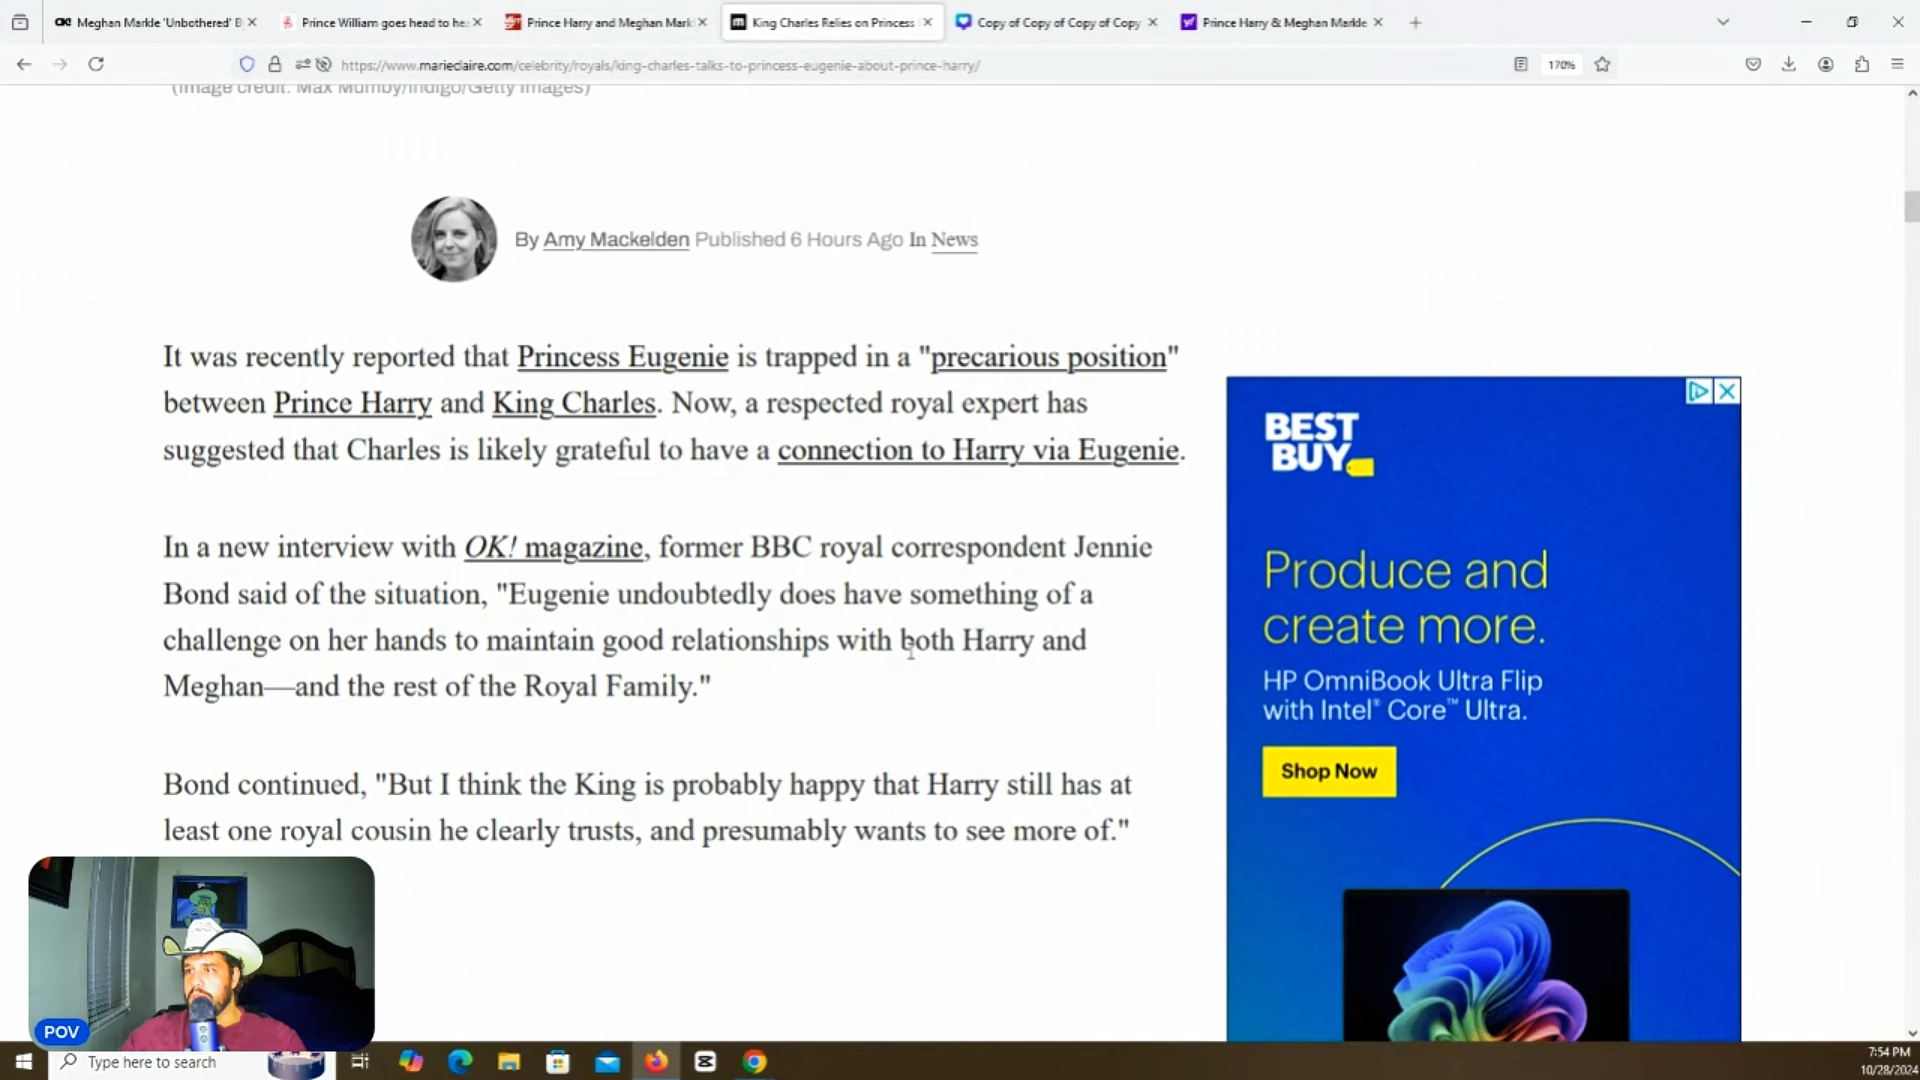 Meghan Markle 'Unbothered' B
Prince William goes head to he
Prince Harry and Meghan Mark
King Charles Relies on Princess
Copy of Copy of Copy of Copy
Prince Harry & Meghan Markle
https://www.marieclaire.com/celebrity/royals/king-charles-talks-to-princess-eugenie-about-prince-harry/
170%
(Image credit: Max Mumby/Indigo/Getty Images)
By Amy Mackelden Published 6 Hours Ago In News
It was recently reported that Princess Eugenie is trapped in a "precarious position"
between Prince Harry and King Charles. Now, a respected royal expert has
suggested that Charles is likely grateful to have a connection to Harry via Eugenie.
In a new interview with OK! magazine, former BBC royal correspondent Jennie
Bond said of the situation, "Eugenie undoubtedly does have something of a
challenge on her hands to maintain good relationships with both Harry and
Meghan—and the rest of the Royal Family."
Bond continued, "But I think the King is probably happy that Harry still has at
least one royal cousin he clearly trusts, and presumably wants to see more of."
BEST
BUY
Produce and
create more.
HP OmniBook Ultra Flip
with Intel® Core™ Ultra.
Shop Now
POV
Type here to search
7:54 PM
10/28/2024